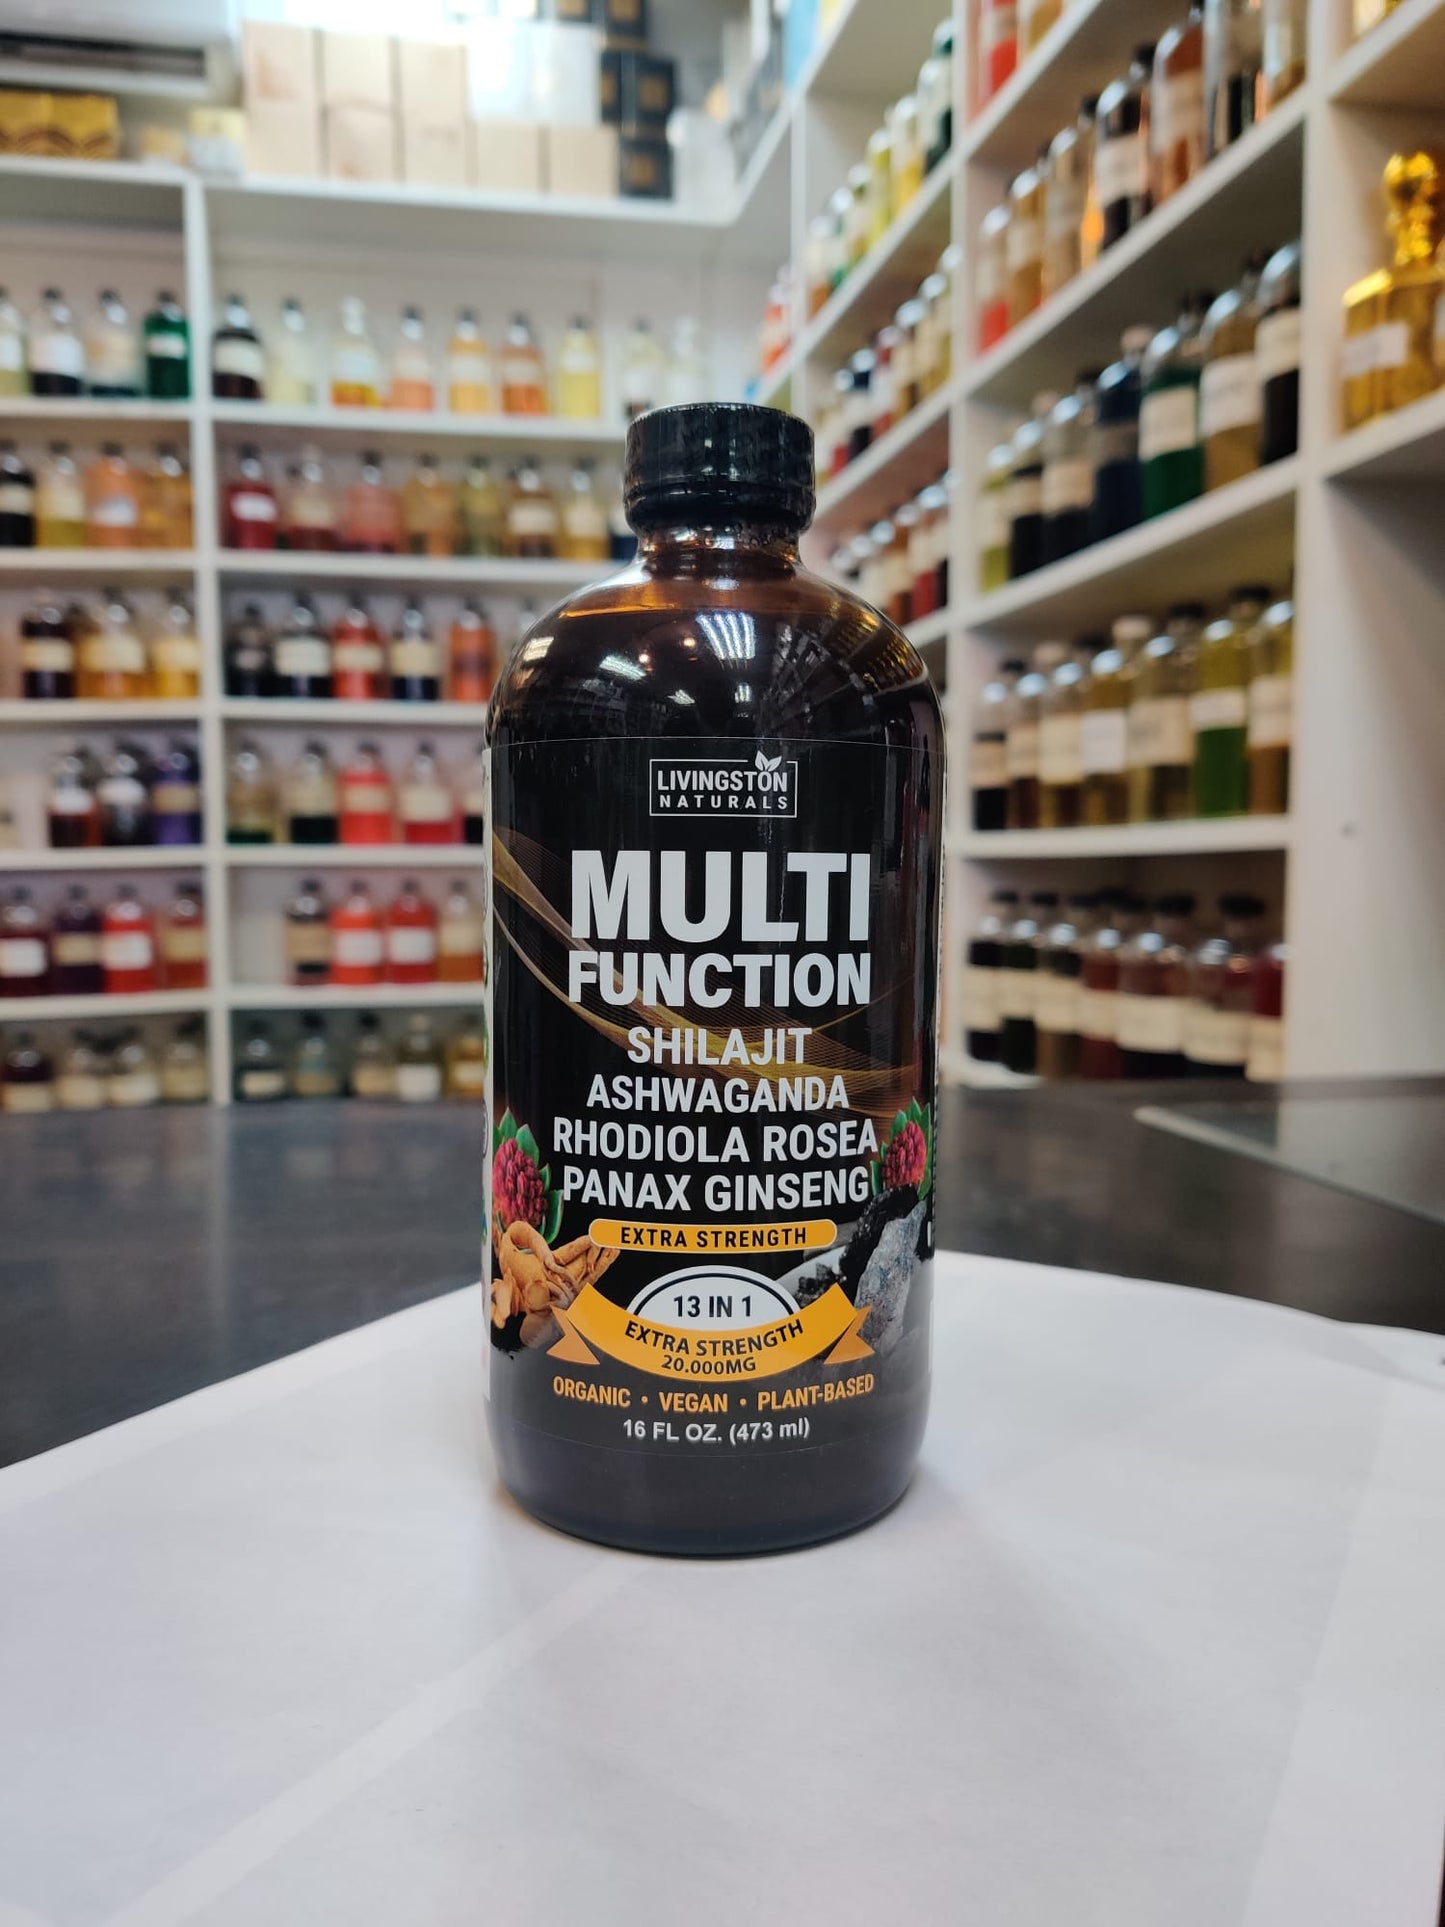 LIVINGSTON
NATURALS
MULTI
FUNCTION
SHILAJIT
ASHWAGANDA
RHODIOLA ROSEA
PANAX GINSENG
EXTRA STRENGTH
13 IN 1
EXTRA STRENGTH
20.000MG
ORGANIC • VEGAN • PLANT-BASED
16 FL OZ. (473 ml)